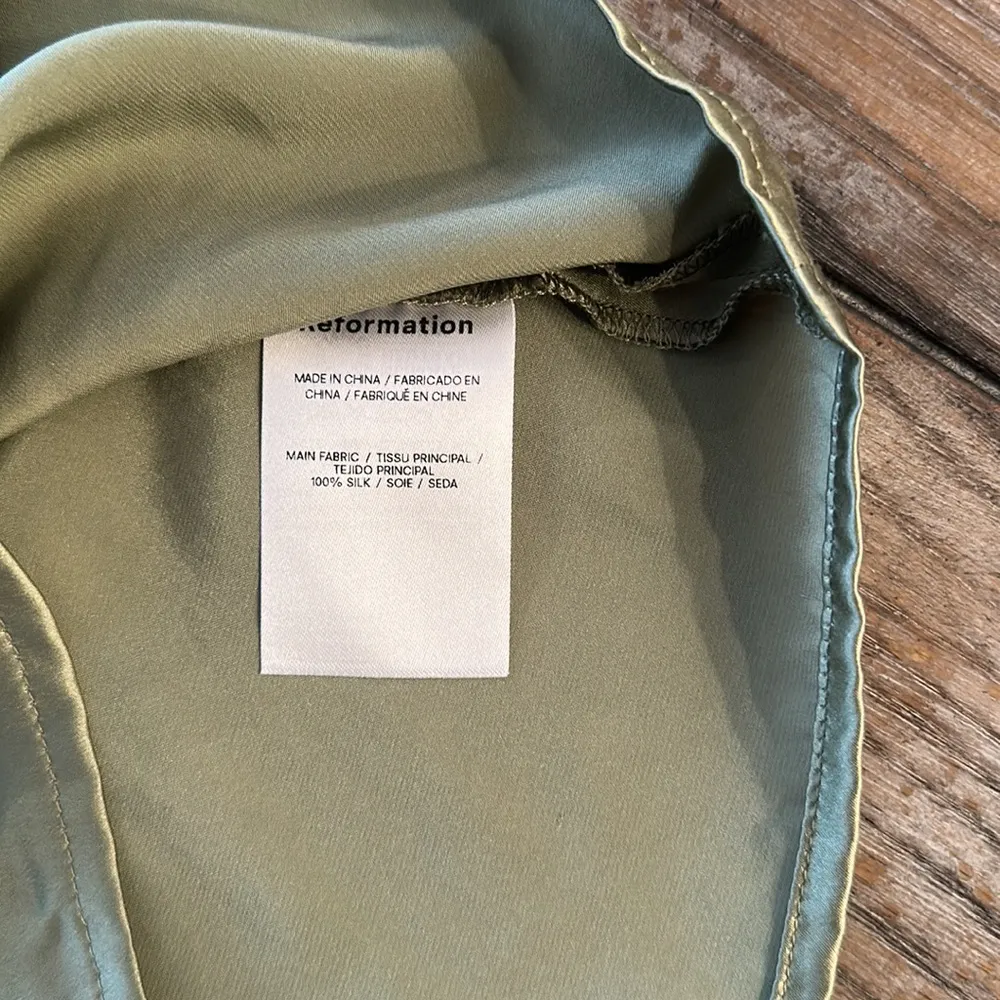 Reformation
MADE IN CHINA / FABRICADO EN
CHINA / FABRIQUÉ EN CHINE
MAIN FABRIC / TISSU PRINCIPAL /
TEJIDO PRINCIPAL
100% SILK / SOIE / SEDA